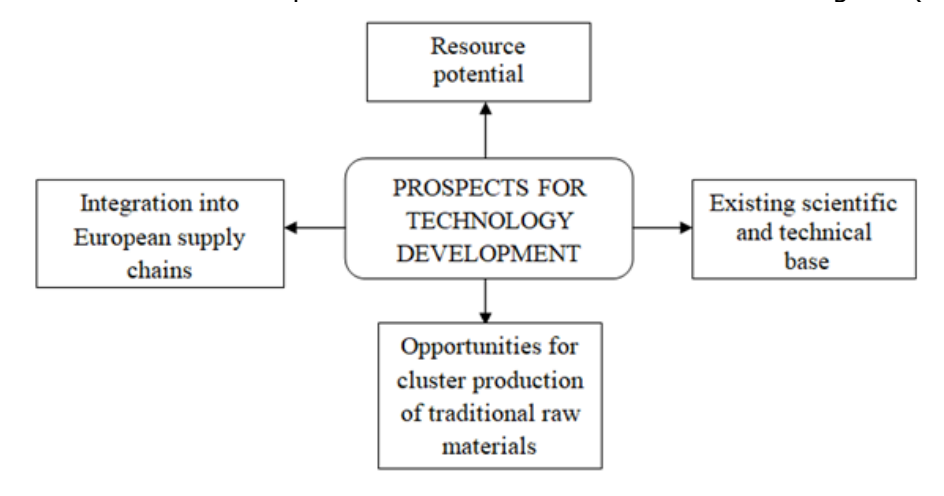 Resource
potential
PROSPECTS FOR
TECHNOLOGY
DEVELOPMENT
Integration into
European supply
chains
Existing scientific
and technical
base
Opportunities for
cluster production
of traditional raw
materials